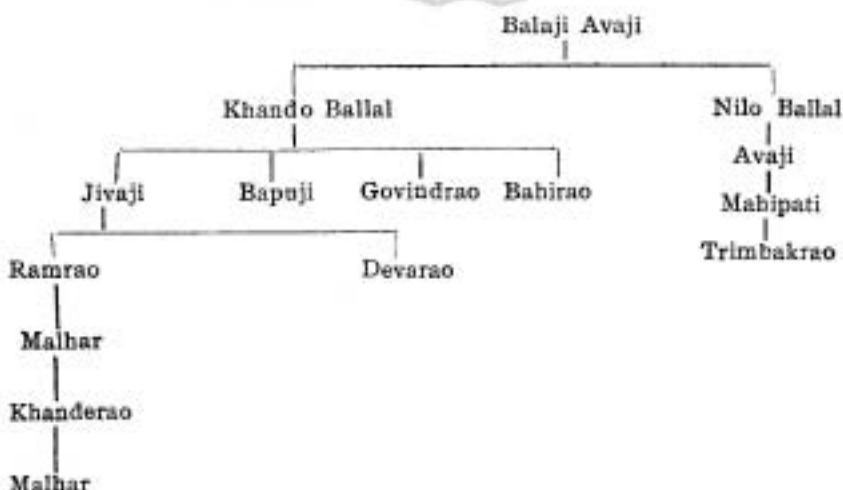 Balaji Avaji
Khando Ballal Nilo Ballal
Avaji
Jivaji Bapuji Govindrao Bahirao
Mahipati
Trimbakrao
Ramrao Devarao
Malhar
Khanderao
Malhar